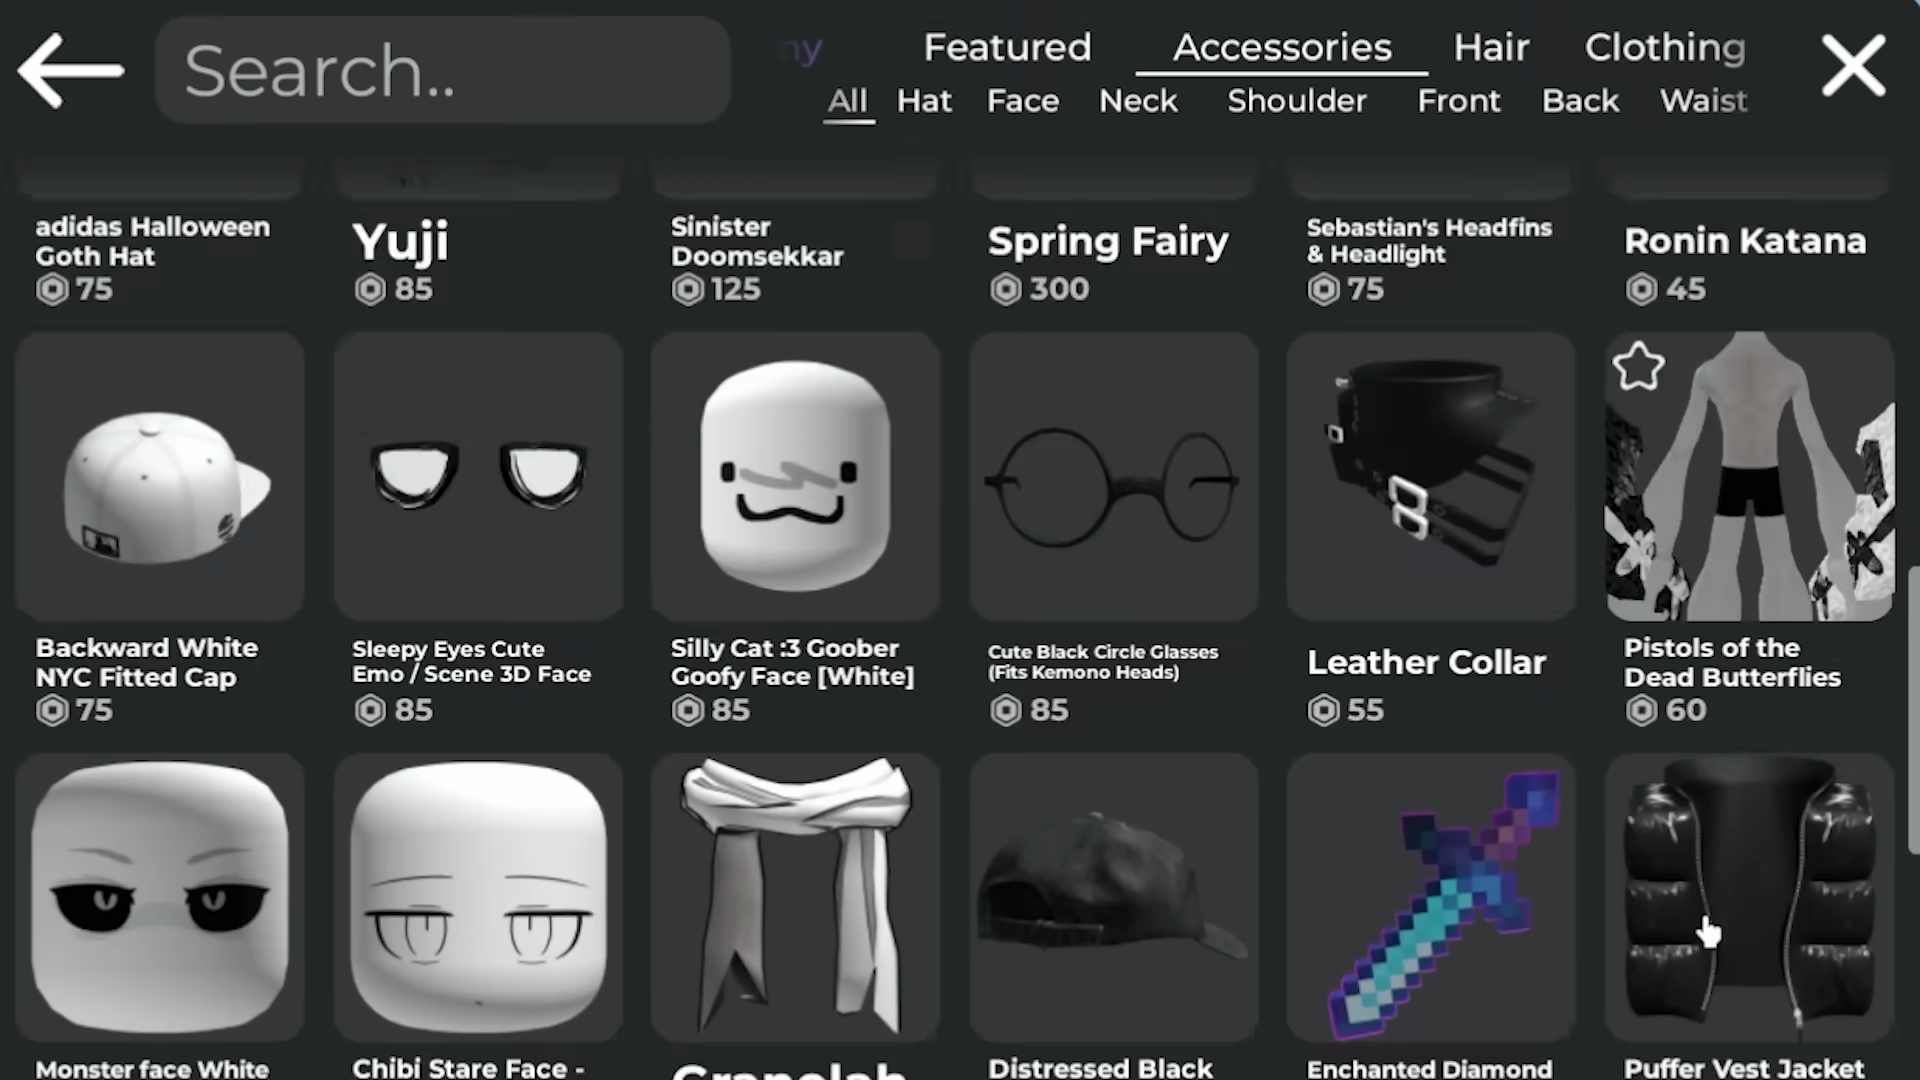 Search..
ny
Featured
Accessories
Hair
Clothing
All
Hat
Face
Neck
Shoulder
Front
Back
Waist
adidas Halloween
Goth Hat
75
Yuji
85
Sinister
Doomsekkar
125
Spring Fairy
300
Sebastian's Headfins
& Headlight
75
Ronin Katana
45
Backward White
NYC Fitted Cap
75
Sleepy Eyes Cute
Emo / Scene 3D Face
85
Silly Cat :3 Goober
Goofy Face [White]
85
Cute Black Circle Glasses
(Fits Kemono Heads)
85
Leather Collar
55
Pistols of the
Dead Butterflies
60
Monster face White
Chibi Stare Face -
Granolah
Distressed Black
Enchanted Diamond
Puffer Vest Jacket